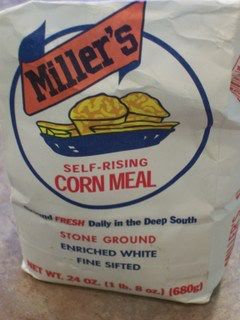 Miller's
SELF-RISING
CORN MEAL
FRESH Daily in the Deep South
STONE GROUND
ENRICHED WHITE
FINE SIFTED
NET WT. 24 OZ. (1 lb. 8 oz.) (680g)